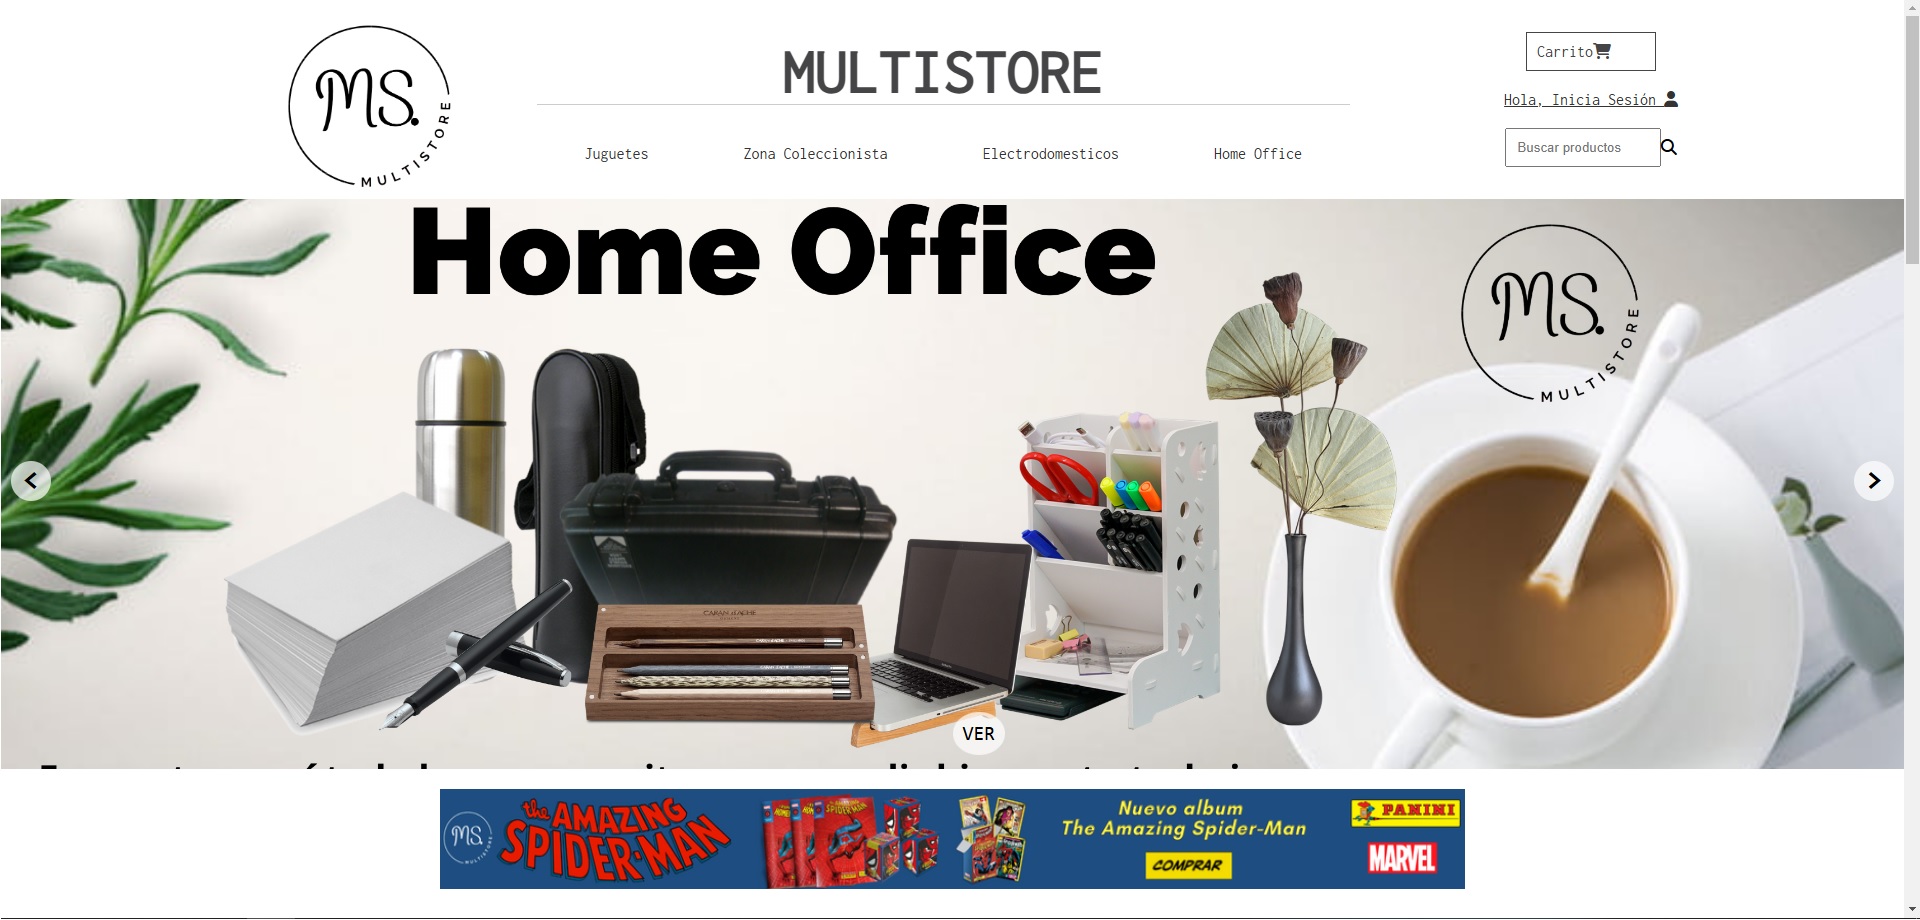 MS.
MULTISTORE
MULTISTORE
Carrito
Hola, Inicia Sesión
Buscar productos
Juguetes
Zona Coleccionista
Electrodomesticos
Home Office
Home Office
MS.
MULTISTORE
CARAN D'ACHE
VER
MS.
MULTISTORE
the AMAZING
SPIDER-MAN
Nuevo album
The Amazing Spider-Man
COMPRAR
PANINI
MARVEL